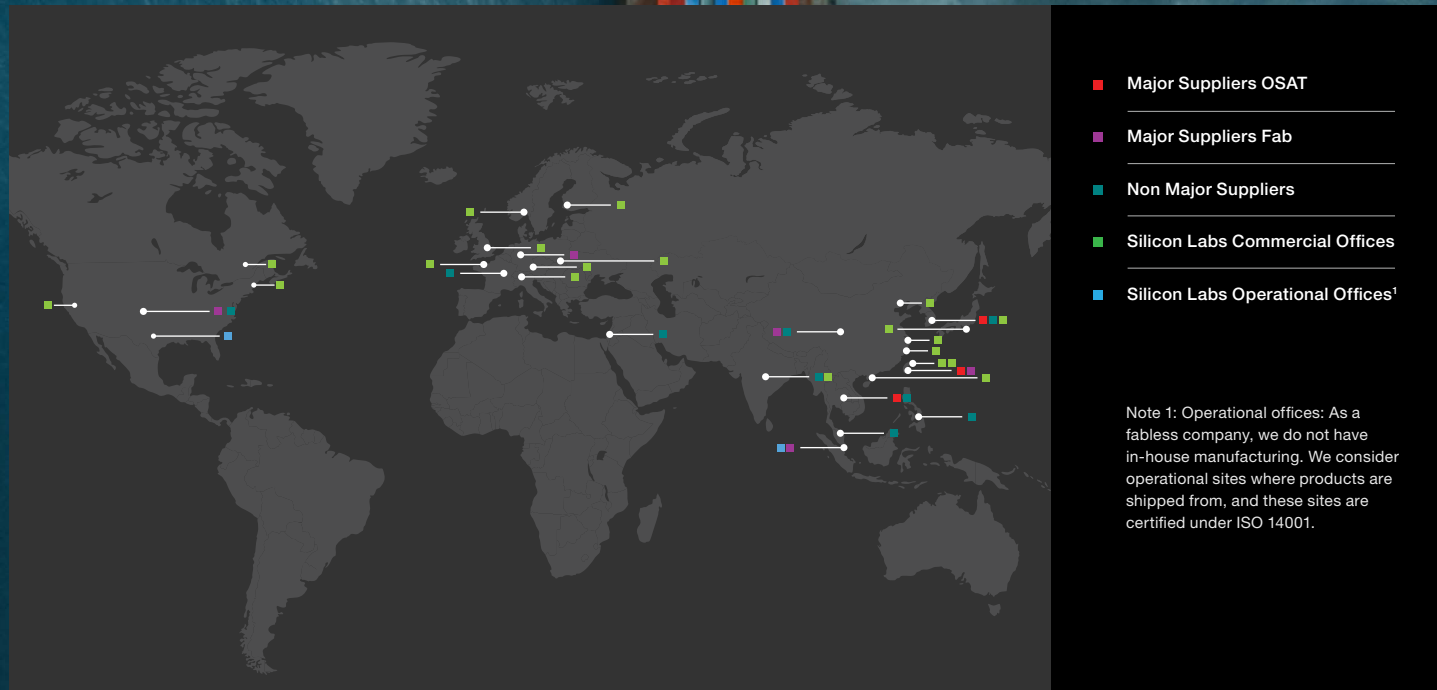 Major Suppliers OSAT
Major Suppliers Fab
Non Major Suppliers
Silicon Labs Commercial Offices
Silicon Labs Operational Offices¹
Note 1: Operational offices: As a
fabless company, we do not have
in-house manufacturing. We consider
operational sites where products are
shipped from, and these sites are
certified under ISO 14001.